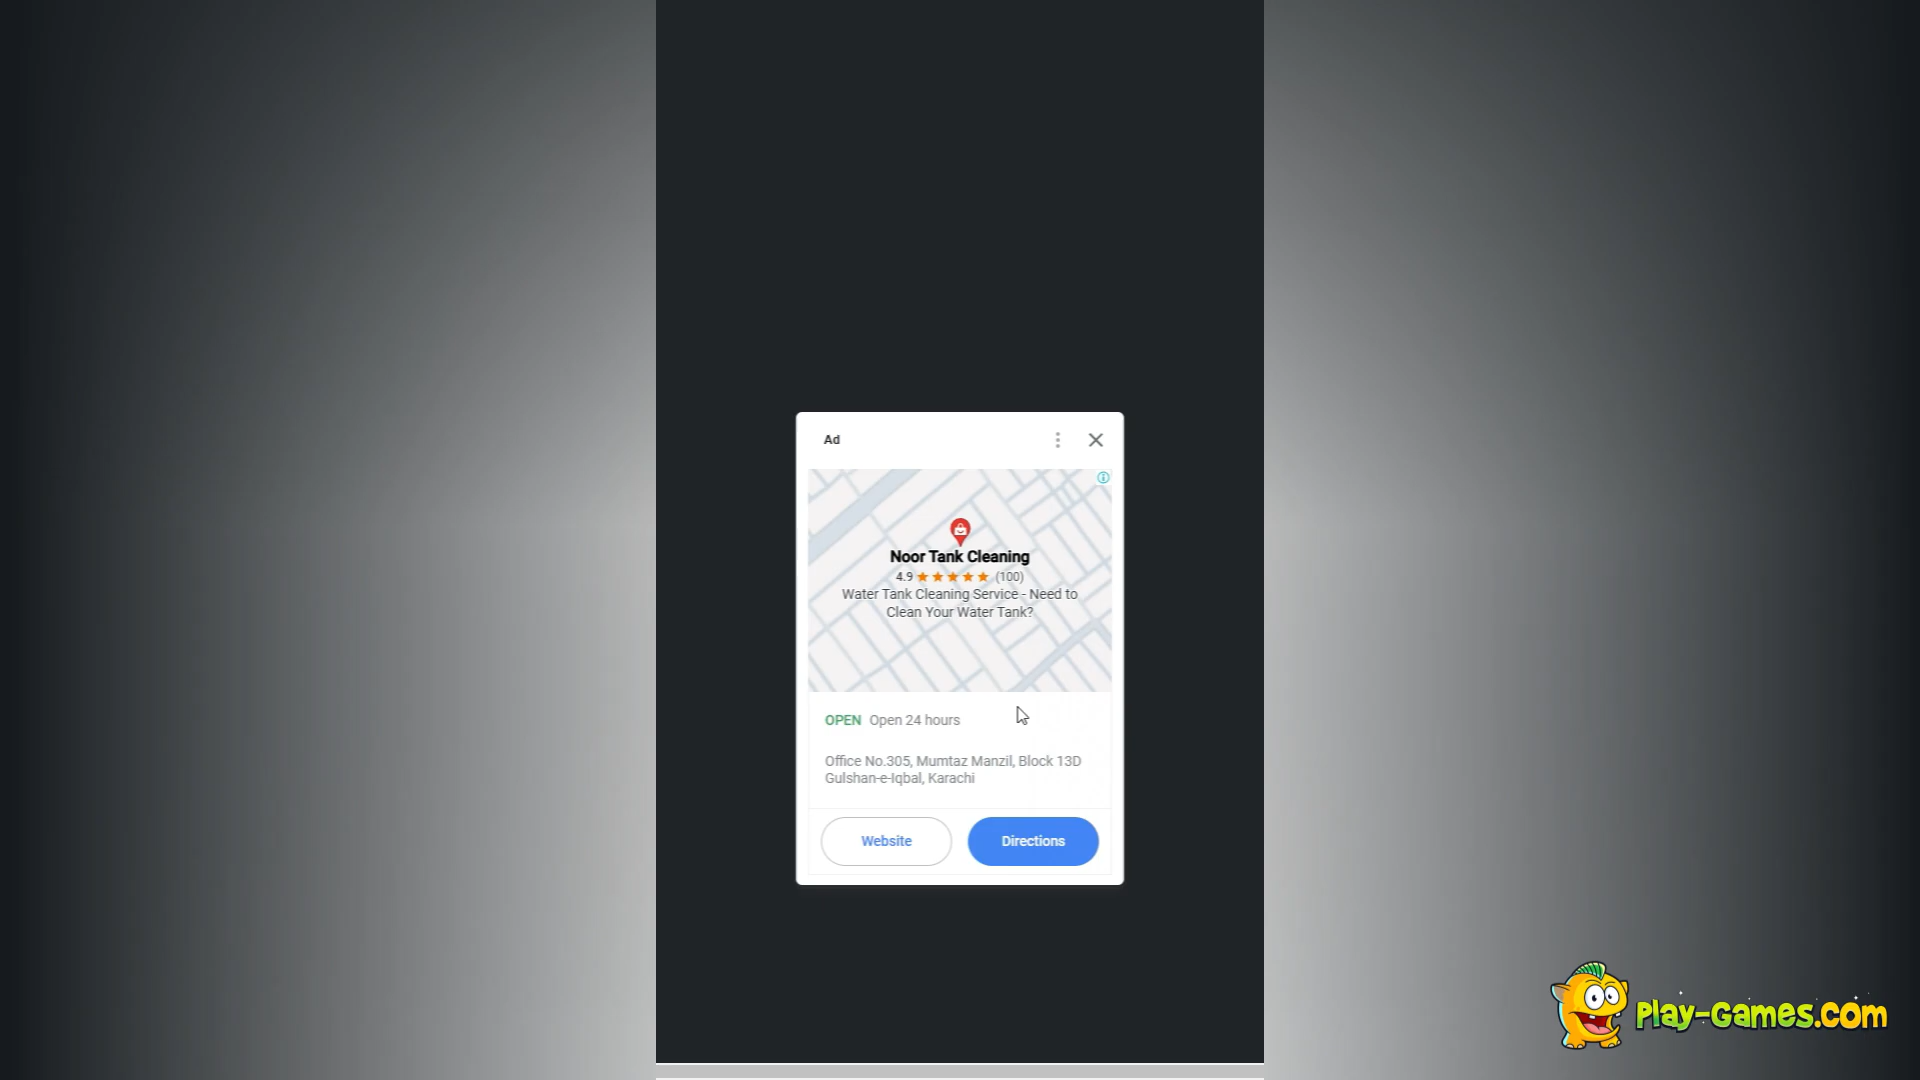 Ad
Noor Tank Cleaning
4.9 ★★★★★ (100)
Water Tank Cleaning Service - Need to
Clean Your Water Tank?
OPEN Open 24 hours
Office No.305, Mumtaz Manzil, Block 13D
Gulshan-e-Iqbal, Karachi
Website Directions
Play-Games.com